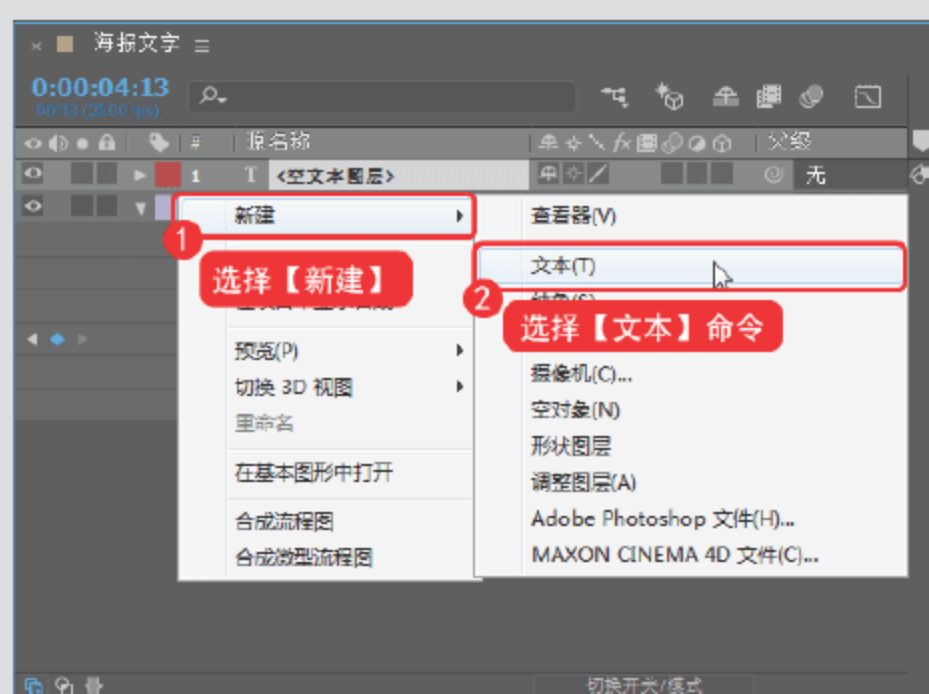 海报文字
0:00:04:13
00113 (25.00 fps)
# 源名称 父级
1 T <空文本图层> 无
新建
查看器(V)
1
选择【新建】
文本(T)
2
选择【文本】命令
预览(P)
摄像机(C)...
切换 3D 视图
空对象(N)
重命名
形状图层
在基本图形中打开
调整图层(A)
合成流程图
Adobe Photoshop 文件(H)...
合成微型流程图
MAXON CINEMA 4D 文件(C)...
切换开关/模式